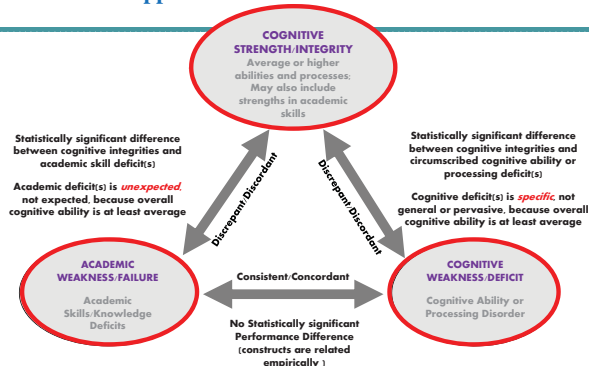 COGNITIVE
STRENGTH/INTEGRITY
Average or higher
abilities and processes;
May also include
strengths in academic
skills
Statistically significant difference
between cognitive integrities and
academic skill deficit(s)
Academic deficit(s) is unexpected,
not expected, because overall
cognitive ability is at least average
Discrepant/Discordant
Discrepant/Discordant
Statistically significant difference
between cognitive integrities and
circumscribed cognitive ability or
processing deficit(s)
Cognitive deficit(s) is specific, not
general or pervasive, because overall
cognitive ability is at least average
ACADEMIC
WEAKNESS/FAILURE
Academic
Skills/Knowledge
Deficits
Consistent/Concordant
No Statistically significant
Performance Difference
(constructs are related
empirically )
COGNITIVE
WEAKNESS/DEFICIT
Cognitive Ability or
Processing Disorder